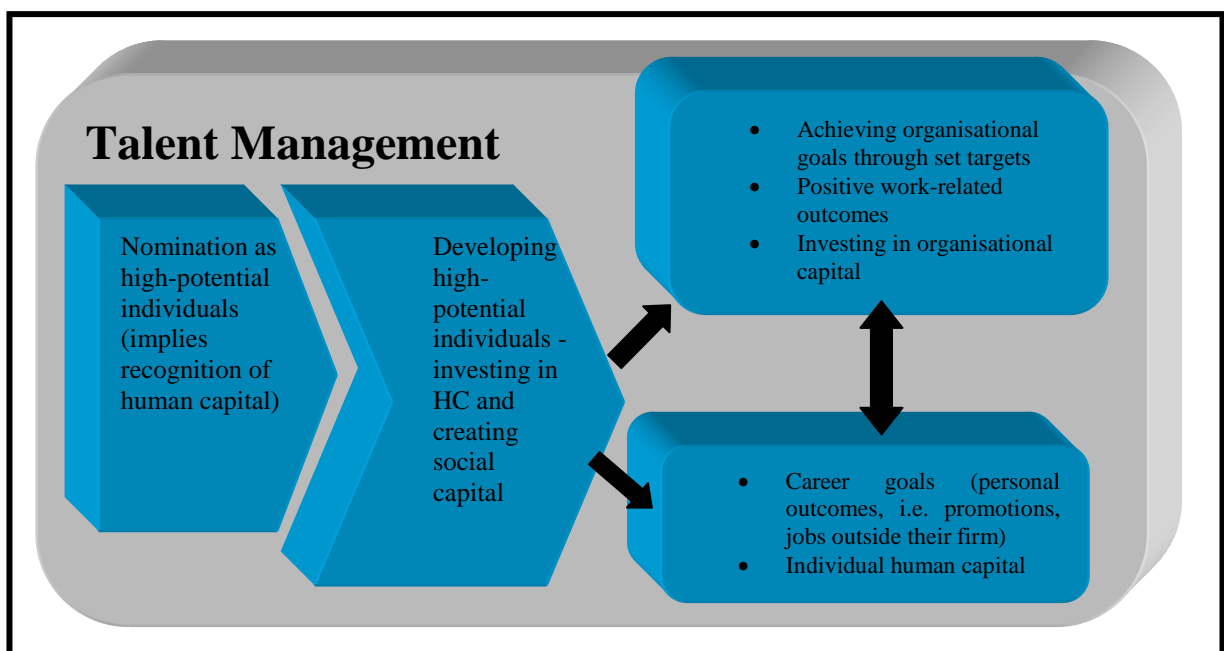 Talent Management
Nomination as
high-potential
individuals
(implies
recognition of
human capital)
Developing
high-
potential
individuals -
investing in
HC and
creating
social
capital
• Achieving organisational
goals through set targets
• Positive work-related
outcomes
• Investing in organisational
capital
• Career goals (personal
outcomes, i.e. promotions,
jobs outside their firm)
• Individual human capital